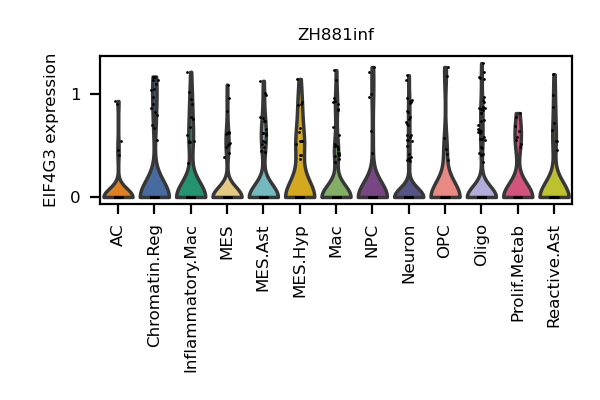 ZH881inf
EIF4G3 expression
1
0
AC
Chromatin.Reg
Inflammatory.Mac
MES
MES.Ast
MES.Hyp
Mac
NPC
Neuron
OPC
Oligo
Prolif.Metab
Reactive.Ast